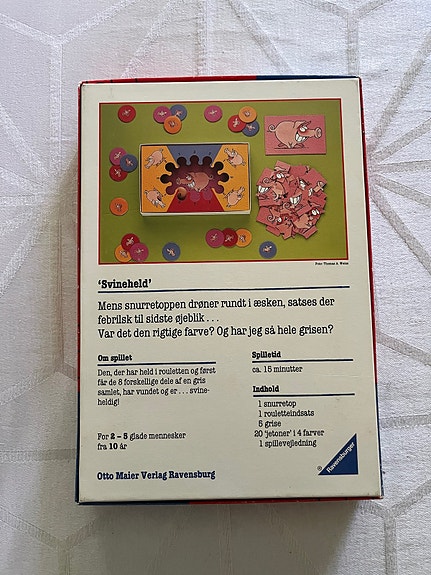 Foto: Thomas A. Weiss
'Svineheld'
Mens snurretoppen drøner rundt i æsken, satses der
febrilsk til sidste øjeblik . . .
Var det den rigtige farve? Og har jeg så hele grisen?
Om spillet
Den, der har held i rouletten og først
får de 8 forskellige dele af en gris
samlet, har vundet og er . . . svine-
heldig!
For 2 – 5 glade mennesker
fra 10 år
Otto Maier Verlag Ravensburg
Spilletid
ca. 15 minutter
Indhold
1 snurretop
1 rouletteindsats
5 grise
20 'jetoner' i 4 farver
1 spillevejledning
® Ravensburger